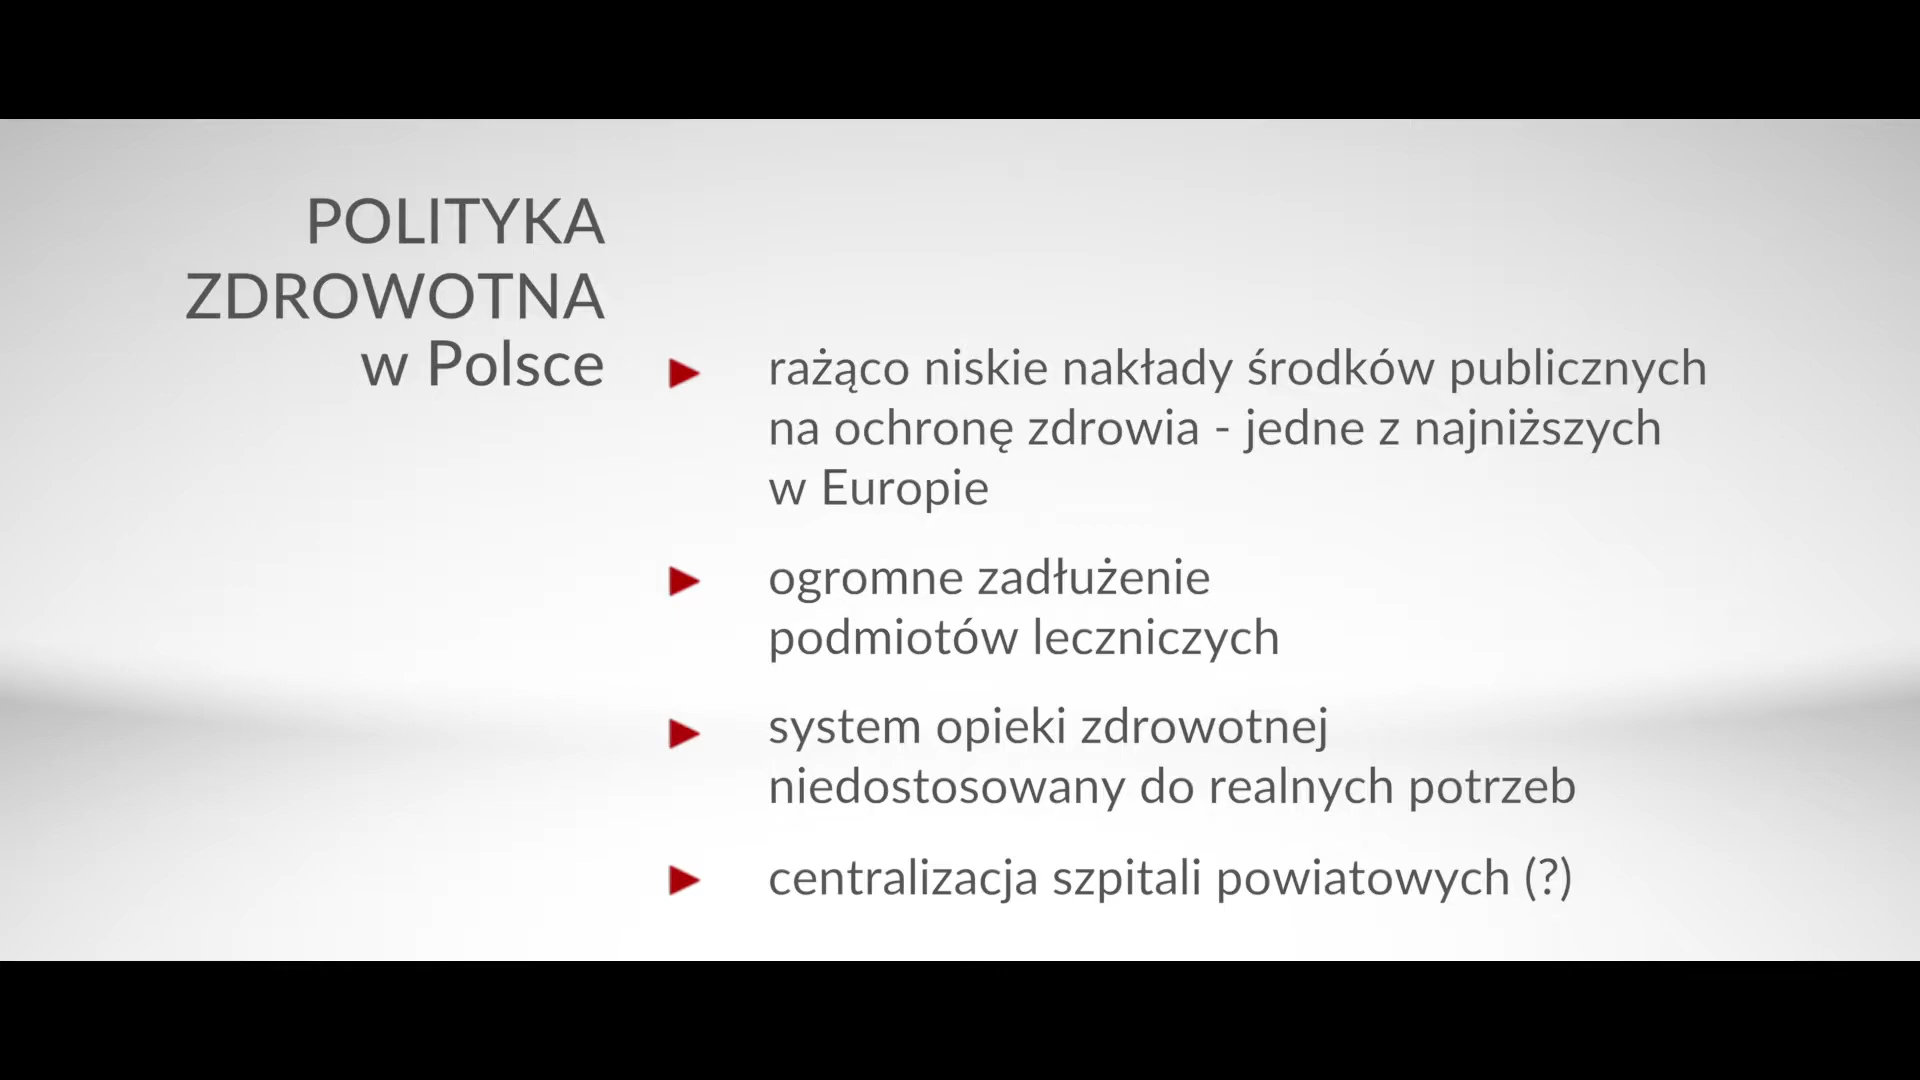 POLITYKA
ZDROWOTNA
w Polsce
rażąco niskie nakłady środków publicznych
na ochronę zdrowia - jedne z najniższych
w Europie
ogromne zadłużenie
podmiotów leczniczych
system opieki zdrowotnej
niedostosowany do realnych potrzeb
centralizacja szpitali powiatowych (?)